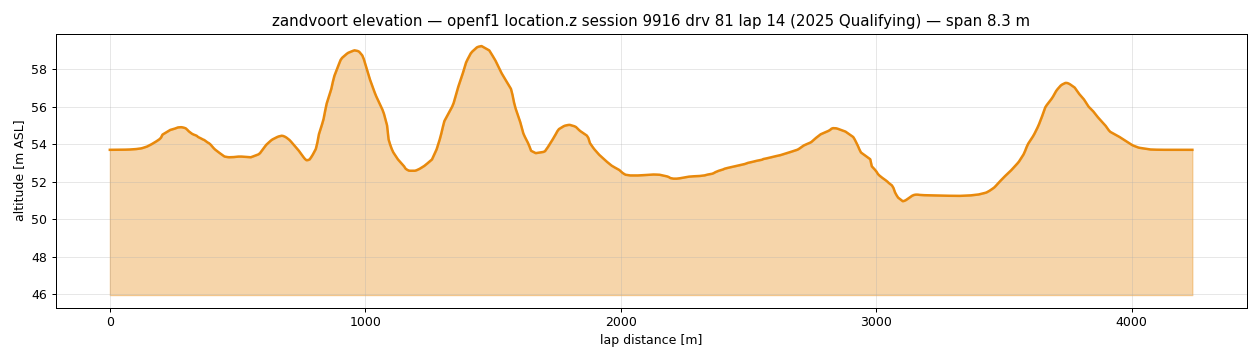 zandvoort elevation — openf1 location.z session 9916 drv 81 lap 14 (2025 Qualifying) — span 8.3 m
altitude [m ASL]
58
56
54
52
50
48
46
0 1000 2000 3000 4000
lap distance [m]